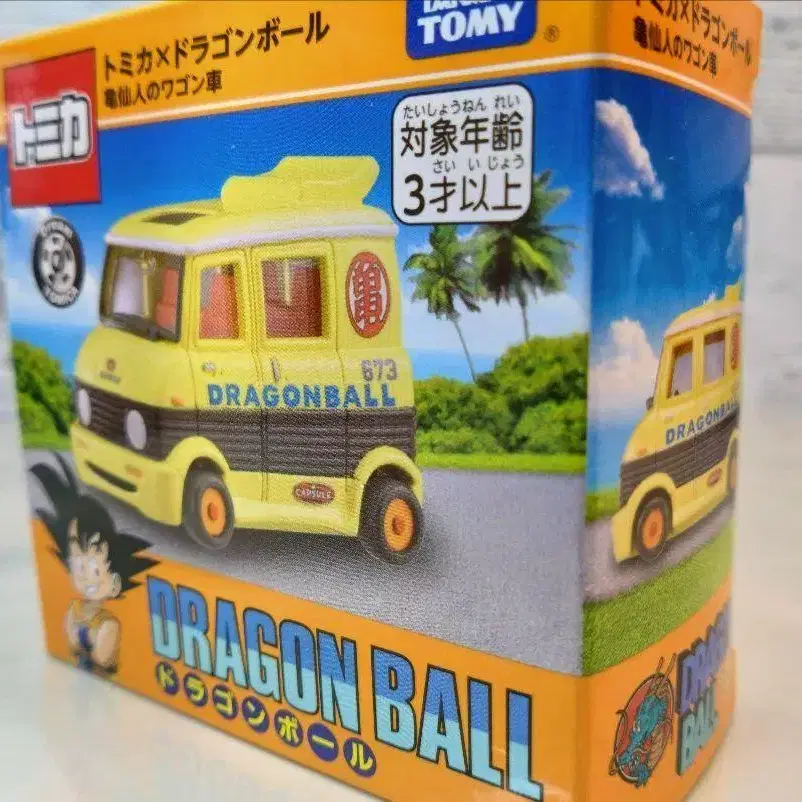 トミカ×ドラゴンボール
亀仙人のワゴン車
トミカ
TOMY
®
たいしょうねん れい
対象年齢
さい い じょう
3才以上
亀
673
DRAGONBALL
CAPSULE
DRAGON BALL
ドラゴンボール
トミカ×ドラゴンボール
亀仙人のワゴン車
DRAGONBALL
DRAGON
BALL